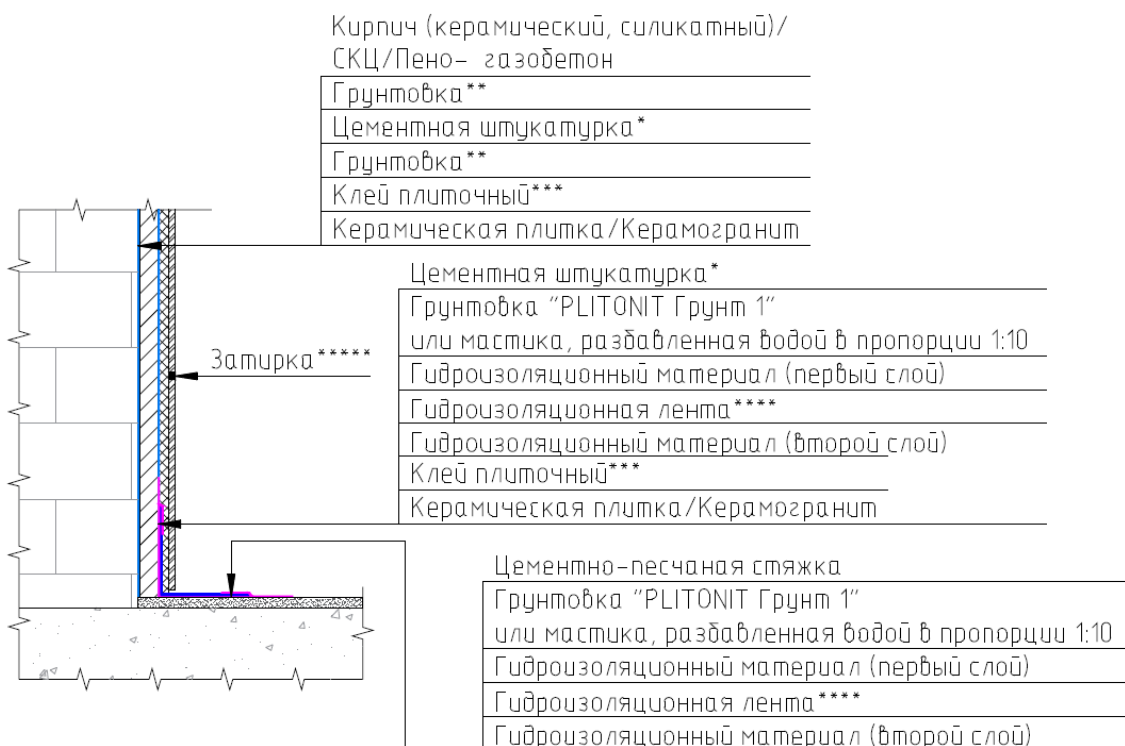 Кирпич (керамический, силикатный)/
СКЦ/Пено- газобетон
Грунтовка**
Цементная штукатурка*
Грунтовка**
Клей плиточный***
Керамическая плитка/Керамогранит
Цементная штукатурка*
Грунтовка "PLITONIT Грунт 1"
или мастика, разбавленная водой в пропорции 1:10
Затирка*****
Гидроизоляционный материал (первый слой)
Гидроизоляционная лента****
Гидроизоляционный материал (второй слой)
Клей плиточный***
Керамическая плитка/Керамогранит
Цементно-песчаная стяжка
Грунтовка "PLITONIT Грунт 1"
или мастика, разбавленная водой в пропорции 1:10
Гидроизоляционный материал (первый слой)
Гидроизоляционная лента****
Гидроизоляционный материал (второй слой)